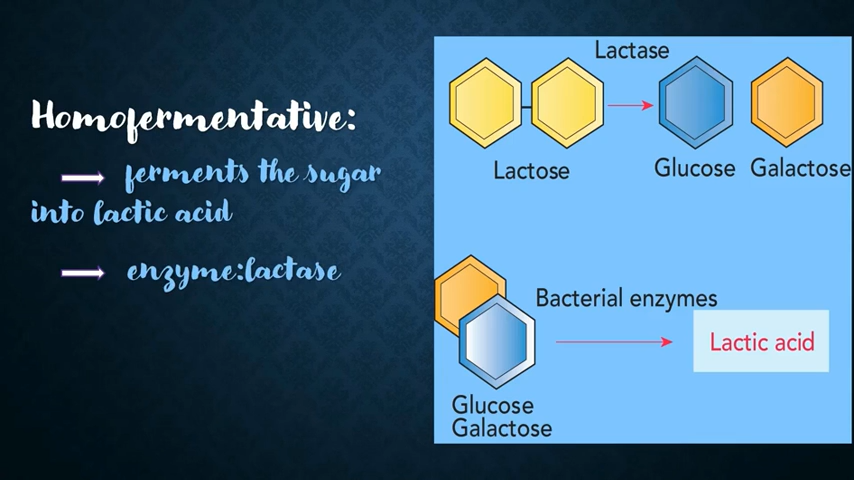 Homofermentative:
ferments the sugar
into lactic acid
enzyme:lactase
Lactase
Lactose
Glucose
Galactose
Bacterial enzymes
Lactic acid
Glucose
Galactose